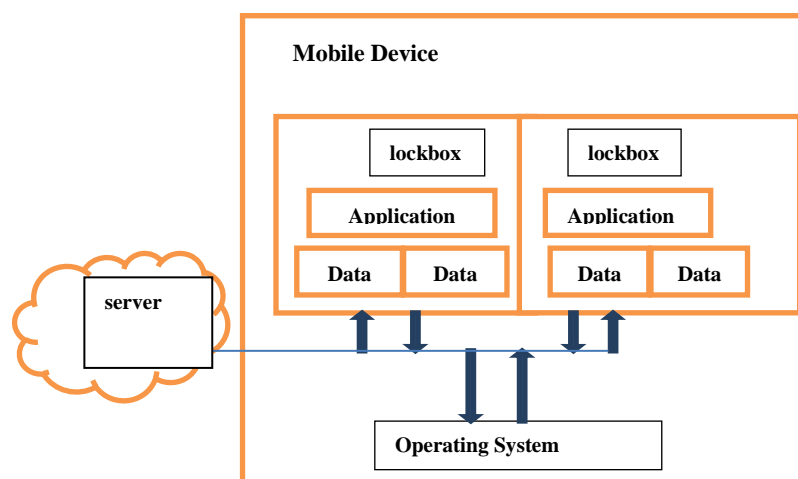 Mobile Device
lockbox
lockbox
Application
Application
Data
Data
Data
Data
server
Operating System